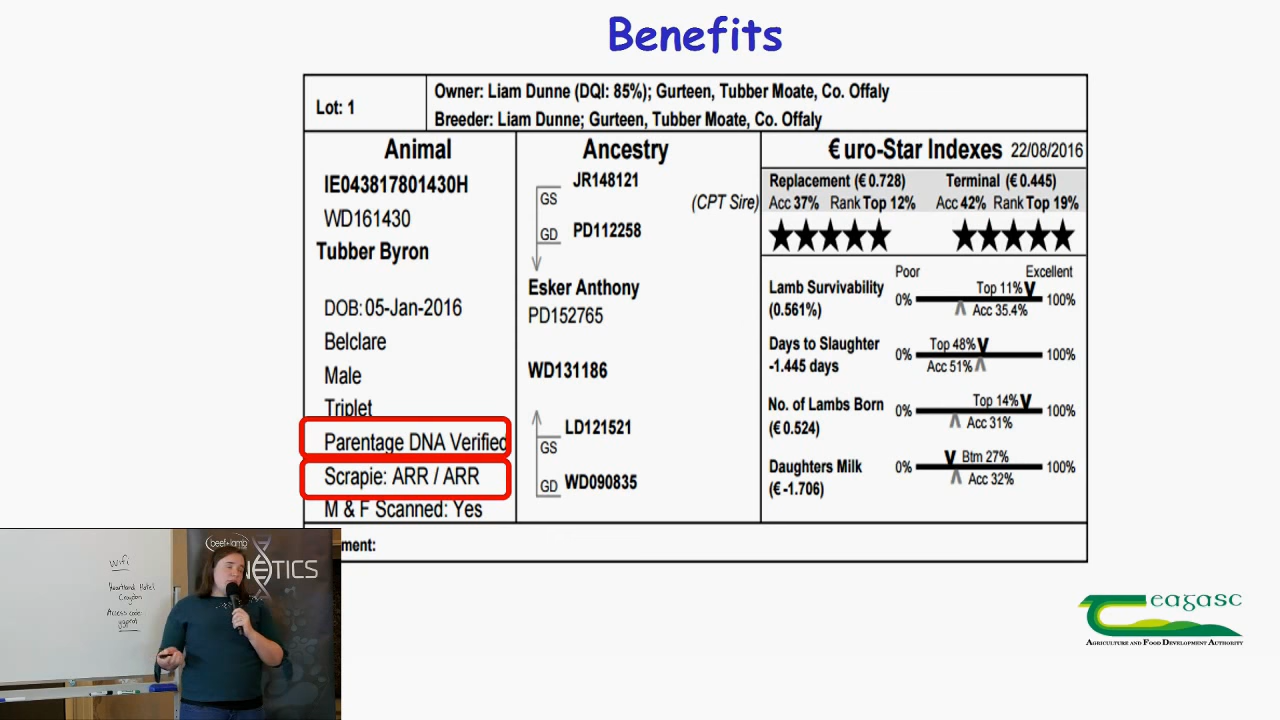 Benefits
Lot: 1
Owner: Liam Dunne (DQI: 85%); Gurteen, Tubber Moate, Co. Offaly
Breeder: Liam Dunne; Gurteen, Tubber Moate, Co. Offaly
Animal
IE043817801430H
WD161430
Tubber Byron
DOB: 05-Jan-2016
Belclare
Male
Triplet
Parentage DNA Verified
Scrapie: ARR / ARR
M & F Scanned: Yes
Ancestry
JR148121
GS
(CPT Sire)
GD
PD112258
Esker Anthony
PD152765
WD131186
LD121521
GS
GD
WD090835
€uro-Star Indexes 22/08/2016
Replacement (€ 0.728) Terminal (€ 0.445)
Acc 37% Rank Top 12% Acc 42% Rank Top 19%
Poor Excellent
Lamb Survivability
(0.561%)
0% Top 11% 100%
Acc 35.4%
Days to Slaughter
-1.445 days
0% Top 48% 100%
Acc 51%
No. of Lambs Born
(€ 0.524)
0% Top 14% 100%
Acc 31%
Daughters Milk
(€ -1.706)
0% Btm 27% 100%
Acc 32%
ment:
wifi
Heartland Hotel
Croydon
Access code:
beef+lamb
NETICS
eagasc
AGRICULTURE AND FOOD DEVELOPMENT AUTHORITY